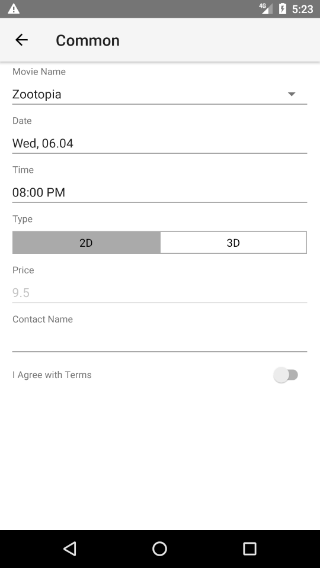 4G 5:23
Common
Movie Name
Zootopia
Date
Wed, 06.04
Time
08:00 PM
Type
2D 3D
Price
9.5
Contact Name
I Agree with Terms